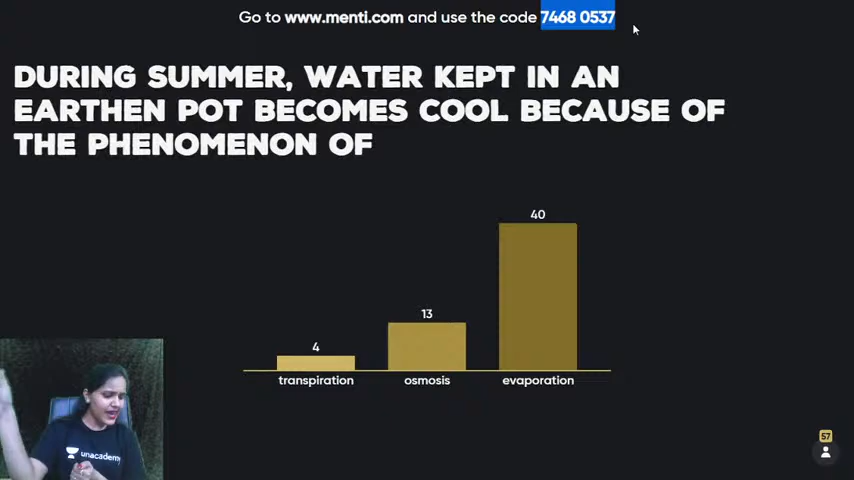 Go to www.menti.com and use the code 7468 0537
DURING SUMMER, WATER KEPT IN AN
EARTHEN POT BECOMES COOL BECAUSE OF
THE PHENOMENON OF
40
13
4
transpiration osmosis evaporation
57
unacademy